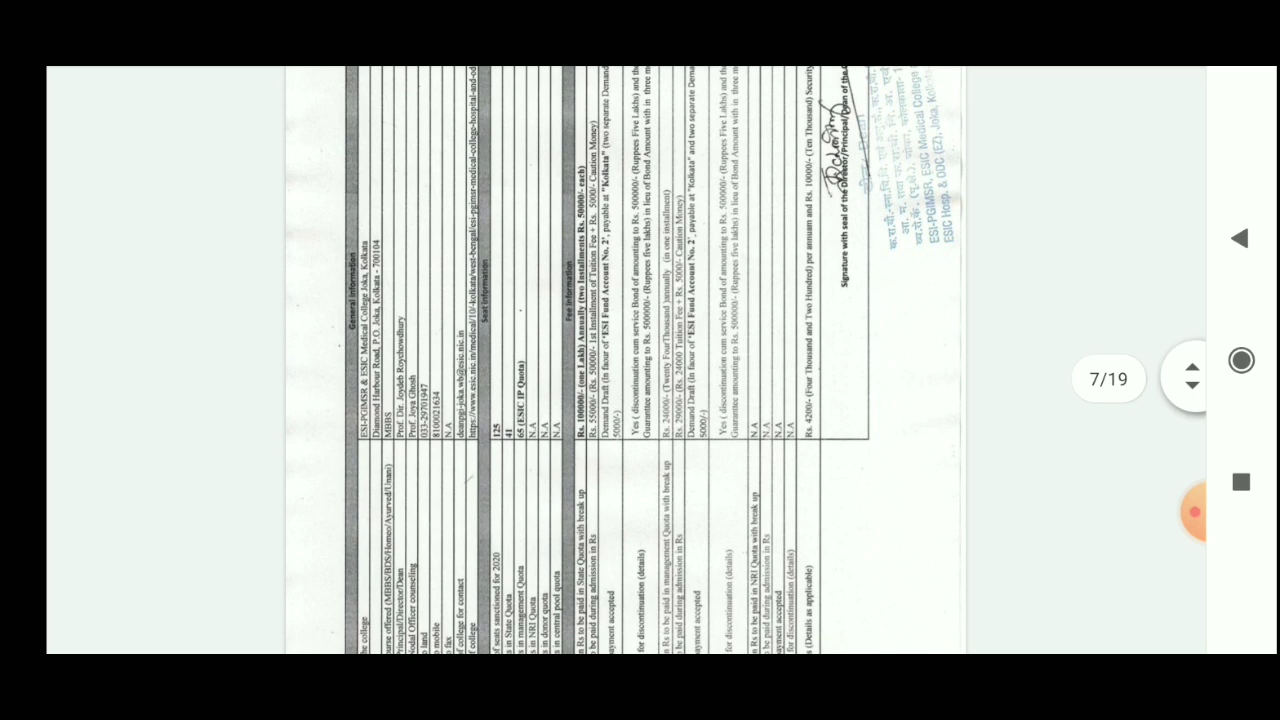 General Information
he college ESI-PGIMSR & ESIC Medical College Joka, Kolkata
Diamond Harbour Road, P.O. Joka, Kolkata - 700104
urse offered (MBBS/BDS/Homeo/Ayurved/Unani) MBBS
Principal/Director/Dean Prof. Dir. Joydeb Roychowdhury
Nodal Officer counseling Prof. Joya Ghosh
o land 033-29701947
mobile 8100021634
o fax N.A
of college for contact deanpgi-joka.wb@esic.nic.in
f college https://www.esic.nic.in/medical/10/-kolkata/west-bengal/esi-pgimsr-medical-college-hospital-and-od
Seat Information
of seats sanctioned for 2020 125
s in State Quota 41
s in management Quota 65 (ESIC IP Quota)
s in NRI Quota N.A
s in donor quota N.A
s in central pool quota N.A
Fee Information
n Rs to be paid in State Quota with break up Rs. 100000/- (one Lakh) Annually (two Installments Rs. 50000/- each)
o be paid during admission in Rs Rs. 55000/- (Rs. 50000/- 1st Installment of Tuition Fee + Rs. 5000/- Caution Money)
ayment accepted Demand Draft (In faour of 'ESI Fund Account No. 2', payable at "Kolkata" (two separate Demand
5000/-)
for discontinuation (details) Yes ( discontinuation cum service Bond of amounting to Rs. 500000/- (Ruppees Five Lakhs) and the
Guarantee amounting to Rs. 500000/- (Ruppees five lakhs) in lieu of Bond Amount with in three m
n Rs to be paid in management Quota with break up Rs. 24000/- (Twenty FourThousand )annually (in one installment)
o be paid during admission in Rs Rs. 29000/- (Rs. 24000 Tuition Fee + Rs. 5000/- Caution Money)
ayment accepted Demand Draft (In faour of 'ESI Fund Account No. 2', payable at "Kolkata" and two separate Dema
5000/-)
for discontinuation (details) Yes ( discontinuation cum service Bond of amounting to Rs. 500000/- (Ruppees Five Lakhs) and the
Guarantee amounting to Rs. 500000/- (Ruppees five lakhs) in lieu of Bond Amount with in three m
n Rs to be paid in NRI Quota with break up N.A
o be paid during admission in Rs N.A
ayment accepted N.A
for discontinuation (details) N.A
s (Details as applicable) Rs. 4200/- (Four Thousand and Two Hundred) per annuam and Rs. 10000/- (Ten Thousand) Security
Signature with seal of the Director/Principal/Dean of the
ESI-PGIMSR, ESIC Medical College
ESIC Hosp. & ODC (EZ), Joka, Kolkata
7/19